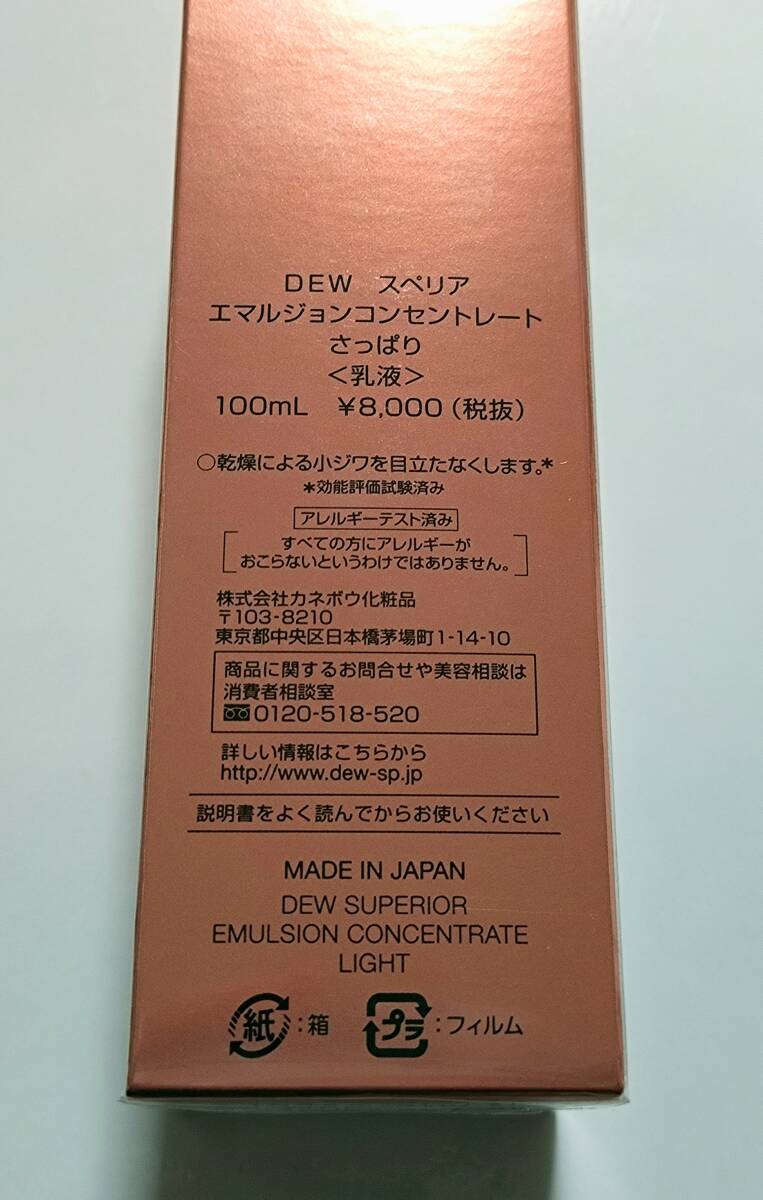 DEW スペリア
エマルジョンコンセントレート
さっぱり
＜乳液＞
100mL ¥8,000（税抜）
○乾燥による小ジワを目立たなくします。*
*効能評価試験済み
アレルギーテスト済み
すべての方にアレルギーが
おこらないというわけではありません。
株式会社カネボウ化粧品
〒103-8210
東京都中央区日本橋茅場町1-14-10
商品に関するお問合せや美容相談は
消費者相談室
0120-518-520
詳しい情報はこちらから
http://www.dew-sp.jp
説明書をよく読んでからお使いください
MADE IN JAPAN
DEW SUPERIOR
EMULSION CONCENTRATE
LIGHT
紙：箱 プラ：フィルム